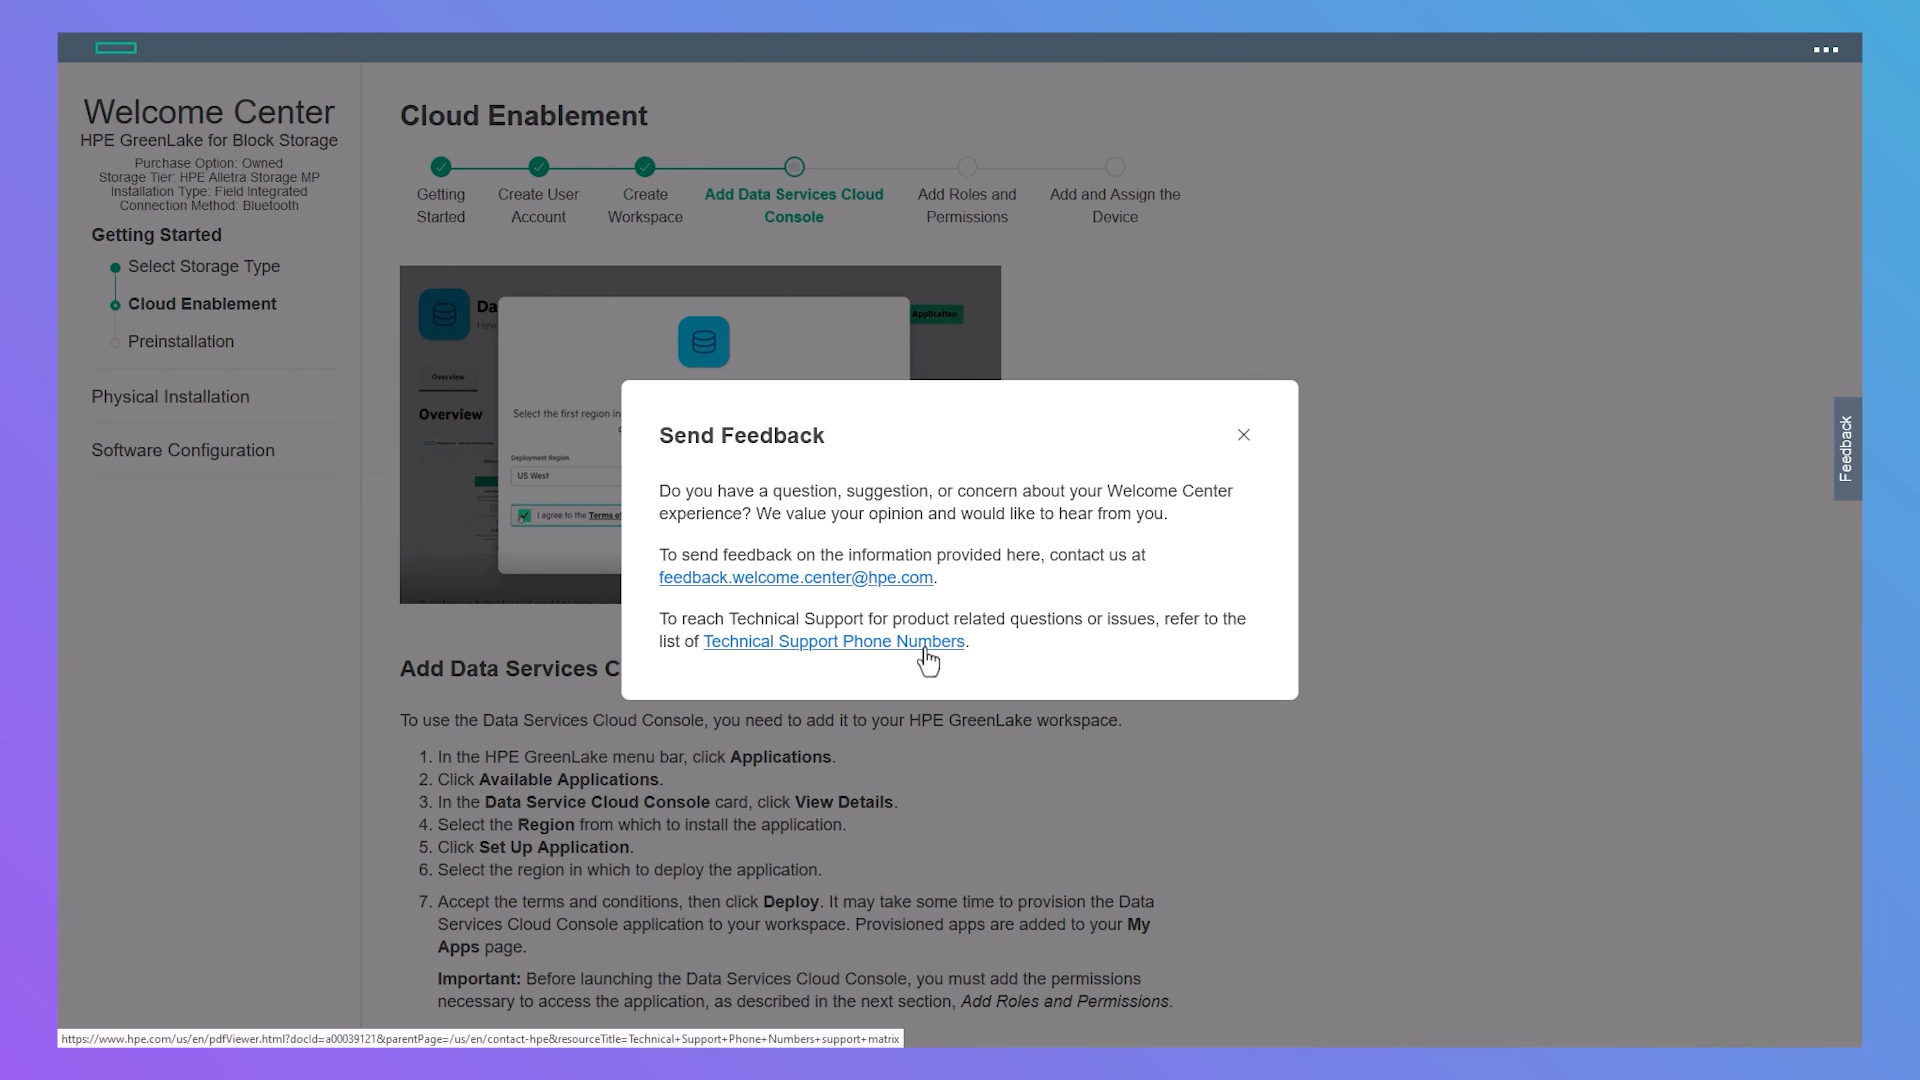 Welcome Center
HPE GreenLake for Block Storage
Purchase Option: Owned
Storage Tier: HPE Alletra Storage MP
Installation Type: Field Integrated
Connection Method: Bluetooth
Getting Started
Select Storage Type
Cloud Enablement
Preinstallation
Physical Installation
Software Configuration
Cloud Enablement
Getting
Started
Create User
Account
Create
Workspace
Add Data Services Cloud
Console
Add Roles and
Permissions
Add and Assign the
Device
Da
Hew
Application
Overview
Overview
Select the first region in
Deployment Region
US West
I agree to the Terms of
Send Feedback
Do you have a question, suggestion, or concern about your Welcome Center
experience? We value your opinion and would like to hear from you.
To send feedback on the information provided here, contact us at
feedback.welcome.center@hpe.com.
To reach Technical Support for product related questions or issues, refer to the
list of Technical Support Phone Numbers.
Feedback
Add Data Services C
To use the Data Services Cloud Console, you need to add it to your HPE GreenLake workspace.
1. In the HPE GreenLake menu bar, click Applications.
2. Click Available Applications.
3. In the Data Service Cloud Console card, click View Details.
4. Select the Region from which to install the application.
5. Click Set Up Application.
6. Select the region in which to deploy the application.
7. Accept the terms and conditions, then click Deploy. It may take some time to provision the Data
Services Cloud Console application to your workspace. Provisioned apps are added to your My
Apps page.
Important: Before launching the Data Services Cloud Console, you must add the permissions
necessary to access the application, as described in the next section, Add Roles and Permissions.
https://www.hpe.com/us/en/pdfViewer.html?docId=a00039121&parentPage=/us/en/contact-hpe&resourceTitle=Technical+Support+Phone+Numbers+support+matrix